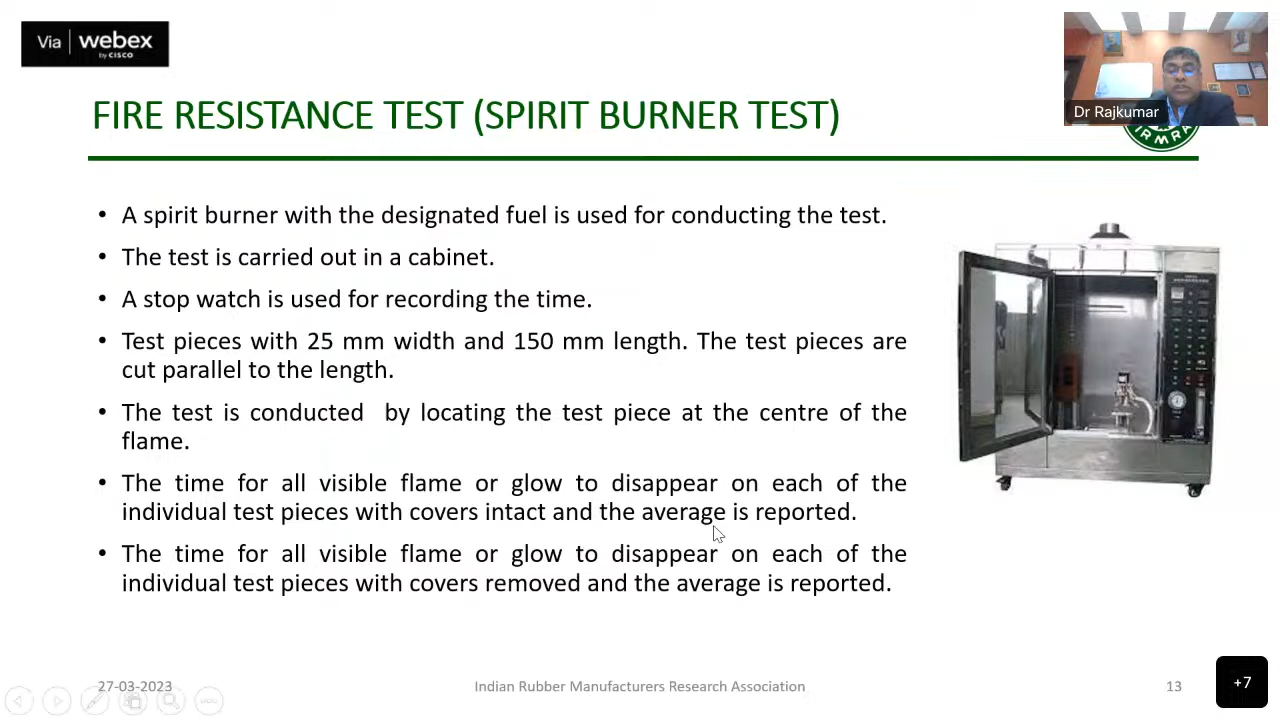 Via | webex
by CISCO
Dr Rajkumar
IRMRA
FIRE RESISTANCE TEST (SPIRIT BURNER TEST)
• A spirit burner with the designated fuel is used for conducting the test.
• The test is carried out in a cabinet.
• A stop watch is used for recording the time.
• Test pieces with 25 mm width and 150 mm length. The test pieces are
cut parallel to the length.
• The test is conducted by locating the test piece at the centre of the
flame.
• The time for all visible flame or glow to disappear on each of the
individual test pieces with covers intact and the average is reported.
• The time for all visible flame or glow to disappear on each of the
individual test pieces with covers removed and the average is reported.
27-03-2023
Indian Rubber Manufacturers Research Association
13
+7